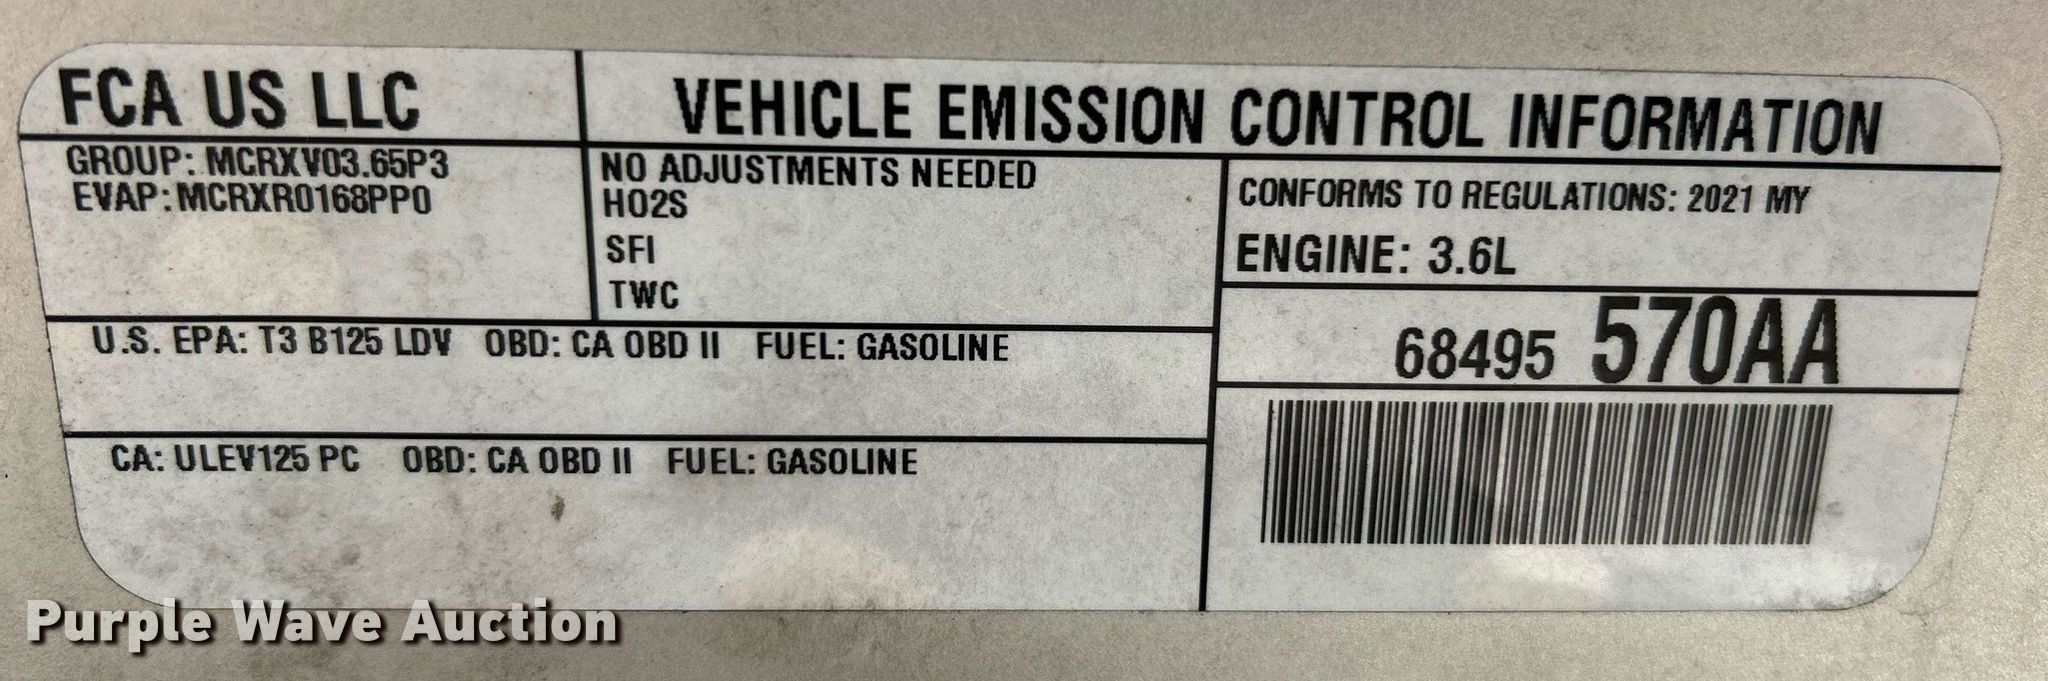 FCA US LLC
VEHICLE EMISSION CONTROL INFORMATION
GROUP: MCRXV03.65P3
EVAP: MCRXR0168PP0
NO ADJUSTMENTS NEEDED
HO2S
SFI
TWC
CONFORMS TO REGULATIONS: 2021 MY
ENGINE: 3.6L
68495 570AA
U.S. EPA: T3 B125 LDV OBD: CA OBD II FUEL: GASOLINE
CA: ULEV125 PC OBD: CA OBD II FUEL: GASOLINE
Purple Wave Auction